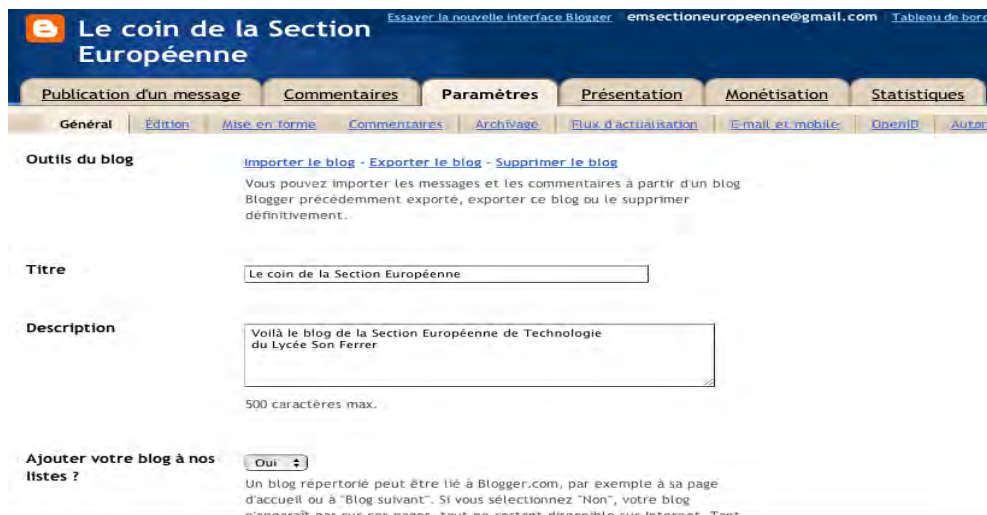 Essayer la nouvelle interface Blogger emsectioneuropeenne@gmail.com Tableau de bord
Le coin de la Section
Européenne
Publication d'un message Commentaires Paramètres Présentation Monétisation Statistiques
Général Édition Mise en forme Commentaires Archivage Flux d'actualisation E-mail et mobile OpenID
Outils du blog
Importer le blog - Exporter le blog - Supprimer le blog
Vous pouvez importer les messages et les commentaires à partir d'un blog
Blogger précédemment exporté, exporter ce blog ou le supprimer
définitivement.
Titre
Le coin de la Section Européenne
Description
Voilà le blog de la Section Européenne de Technologie
du Lycée Son Ferrer
500 caractères max.
Ajouter votre blog à nos
listes ?
Oui
Un blog répertorié peut être lié à Blogger.com, par exemple à sa page
d'accueil ou à "Blog suivant". Si vous sélectionnez "Non", votre blog